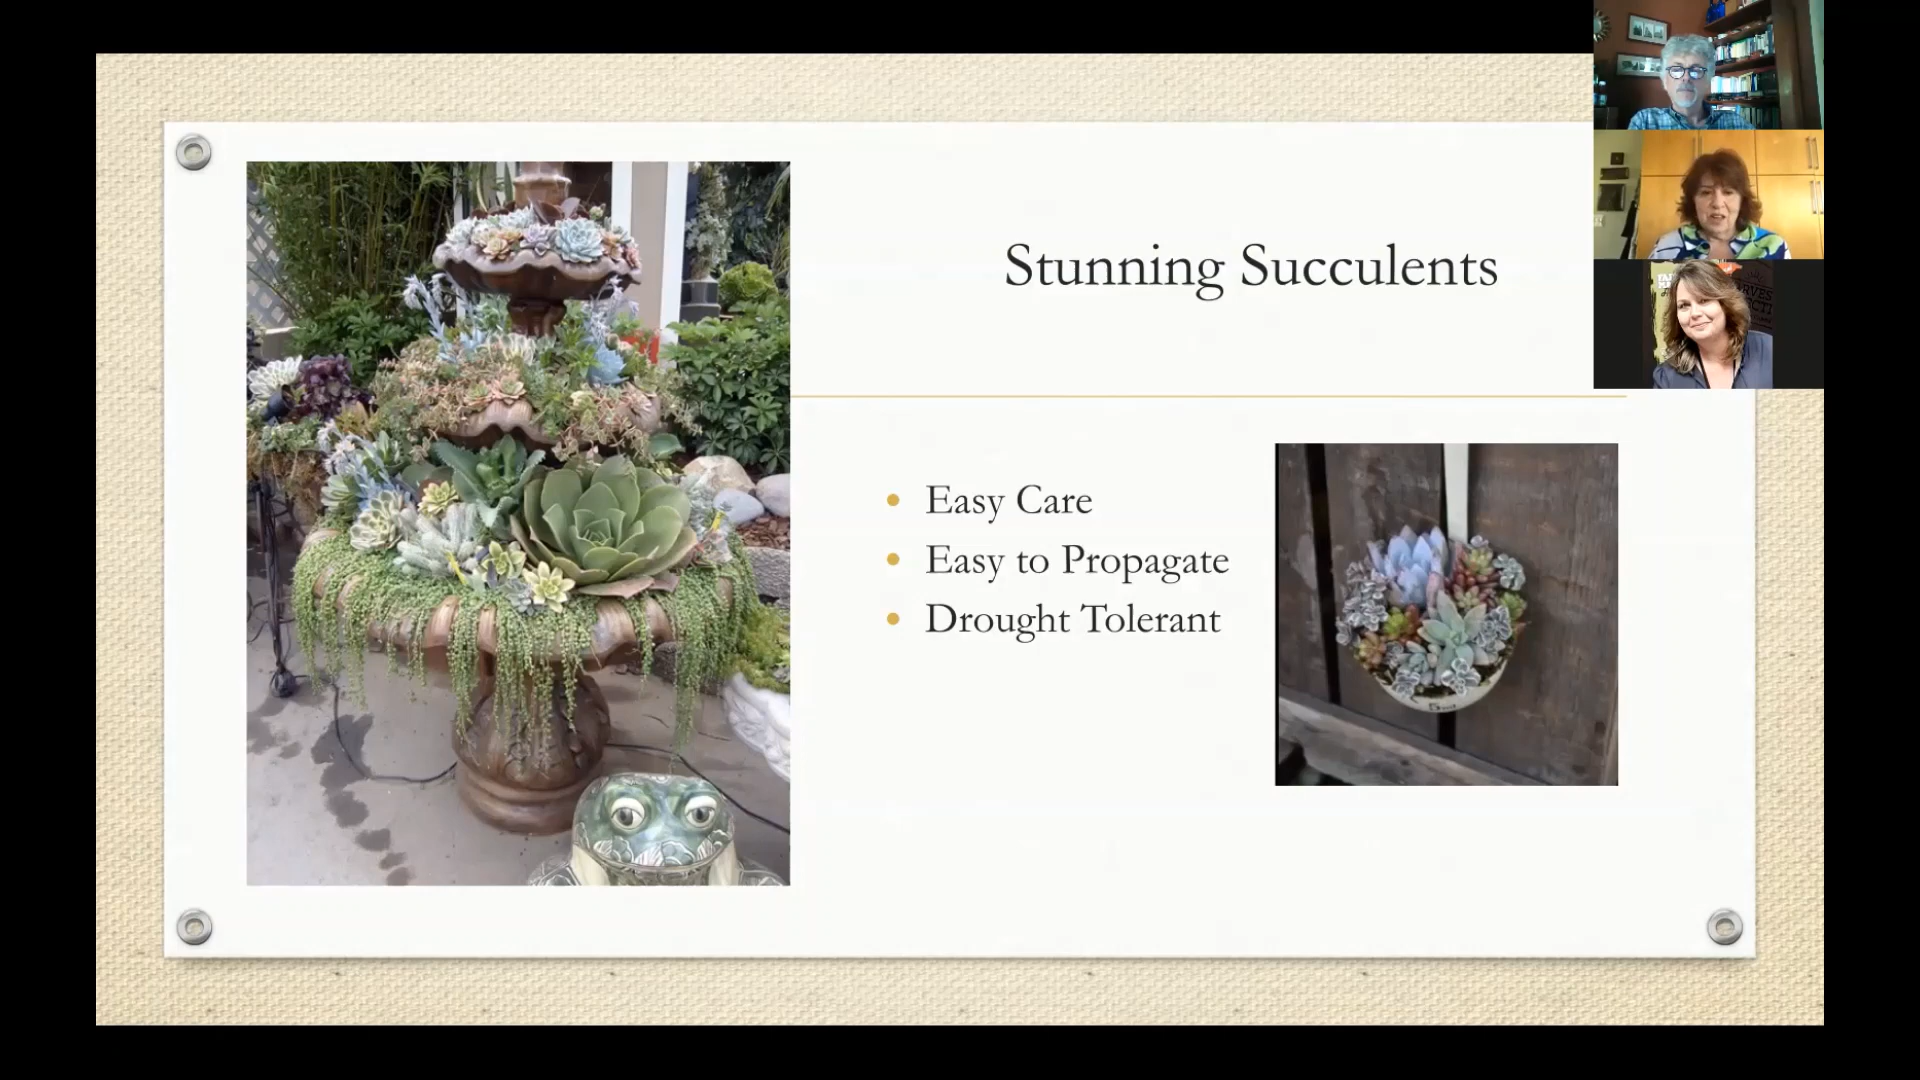 Stunning Succulents
Easy Care
Easy to Propagate
Drought Tolerant